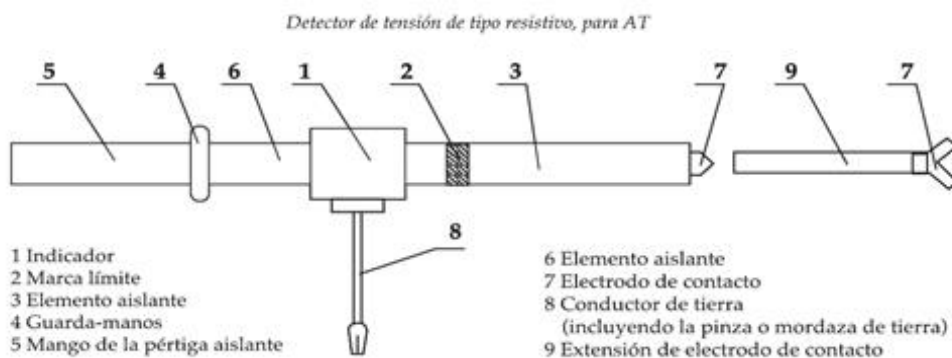 Detector de tensión de tipo resistivo, para AT
5 4 6 1 2 3 7 9 7
8
1 Indicador
2 Marca límite
3 Elemento aislante
4 Guarda-manos
5 Mango de la pértiga aislante
6 Elemento aislante
7 Electrodo de contacto
8 Conductor de tierra
(incluyendo la pinza o mordaza de tierra)
9 Extensión de electrodo de contacto